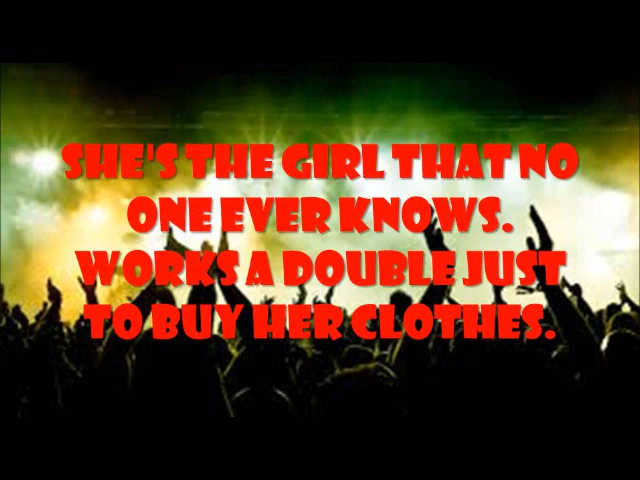 SHE'S THE GIRL THAT NO
ONE EVER KNOWS.
WORKS A DOUBLE JUST
TO BUY HER CLOTHES.